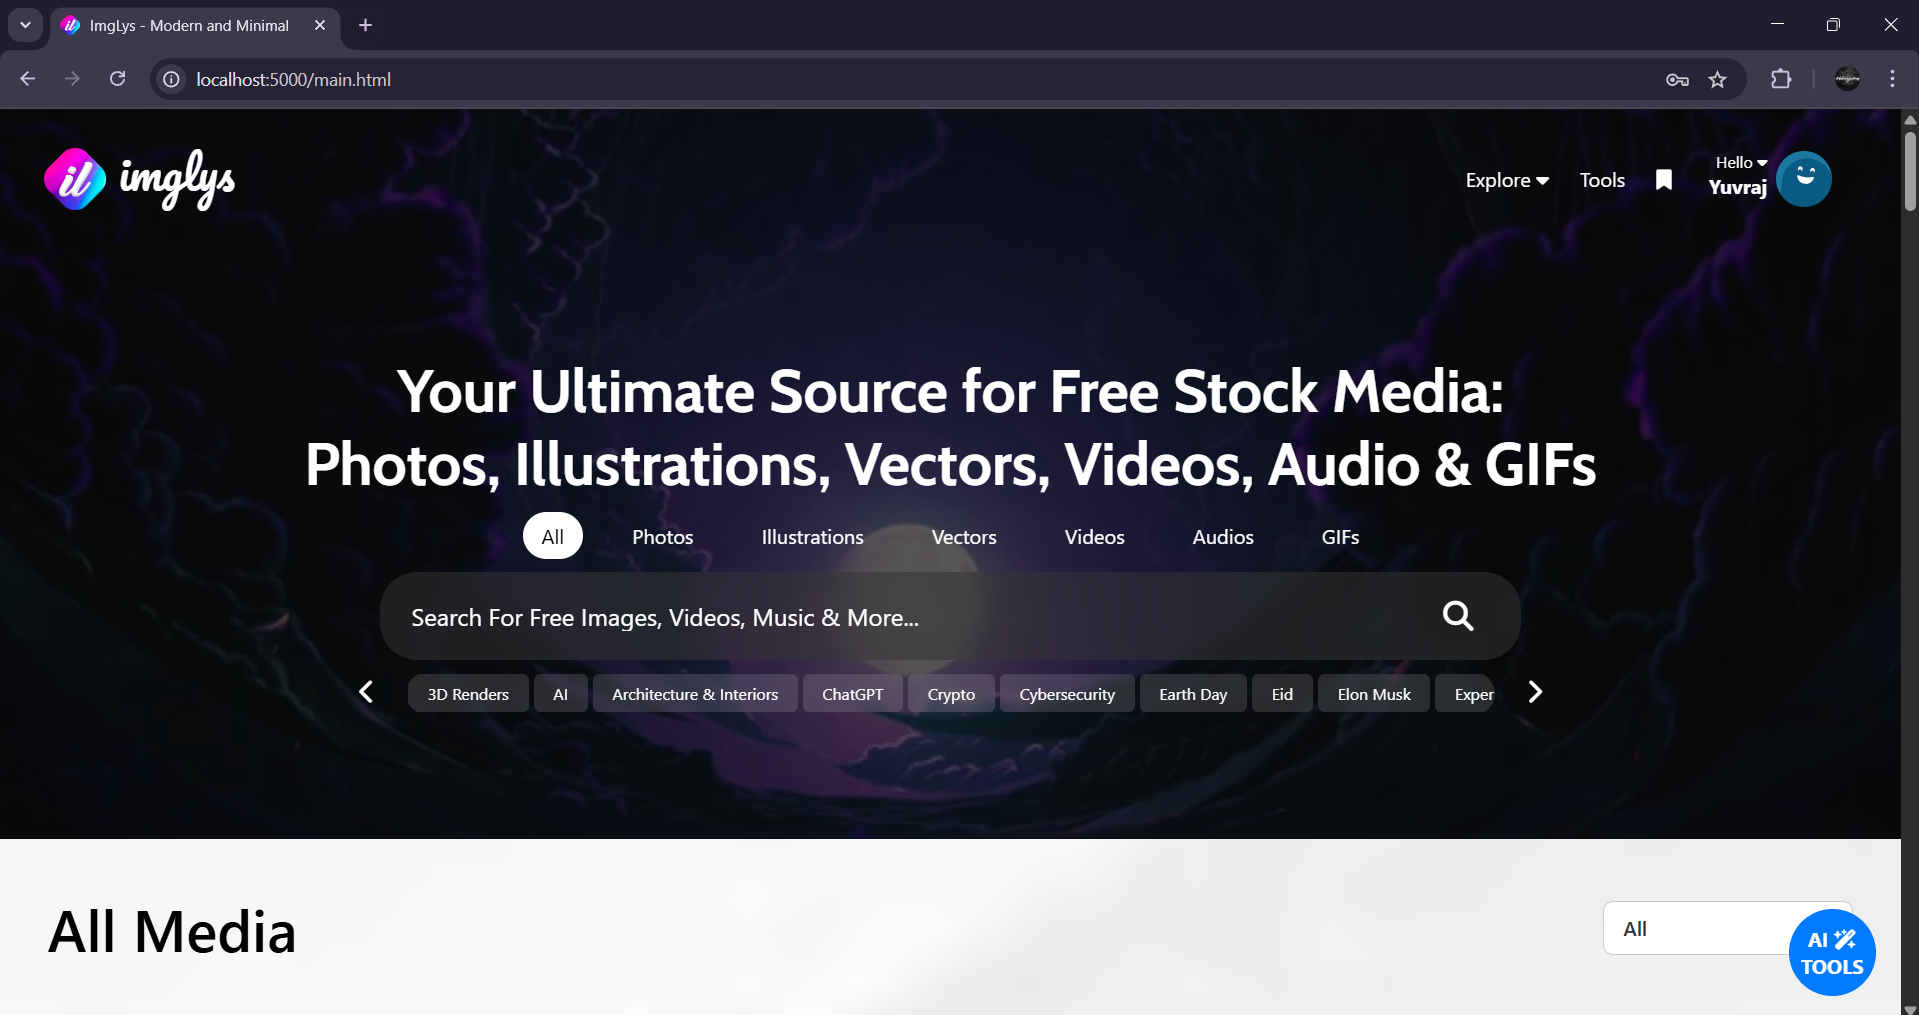 ImgLys - Modern and Minimal
localhost:5000/main.html
il imglys
Explore
Tools
Hello
Yuvraj
Your Ultimate Source for Free Stock Media:
Photos, Illustrations, Vectors, Videos, Audio & GIFs
All Photos Illustrations Vectors Videos Audios GIFs
Search For Free Images, Videos, Music & More...
3D Renders AI Architecture & Interiors ChatGPT Crypto Cybersecurity Earth Day Eid Elon Musk Exper
All Media
All
AI
TOOLS